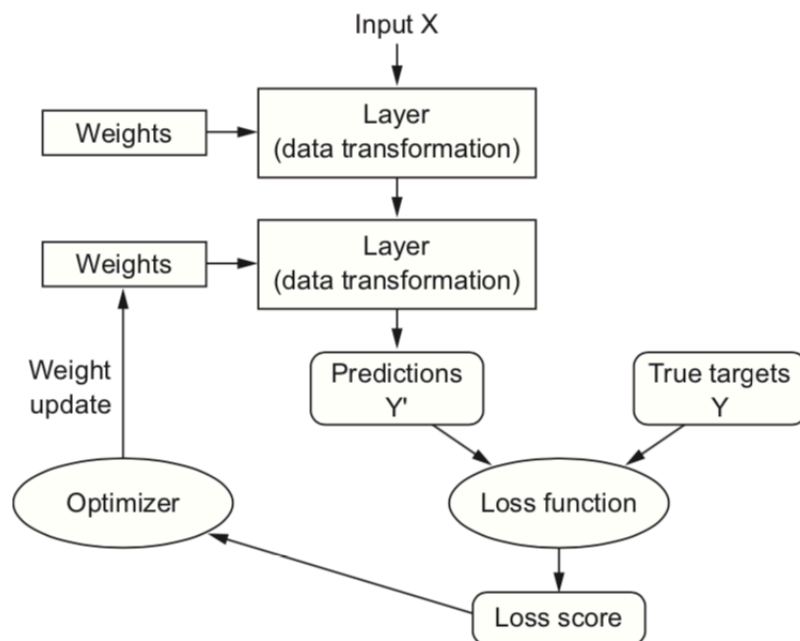 Input X
Weights
Layer
(data transformation)
Weights
Layer
(data transformation)
Weight
update
Predictions
Y'
True targets
Y
Optimizer
Loss function
Loss score